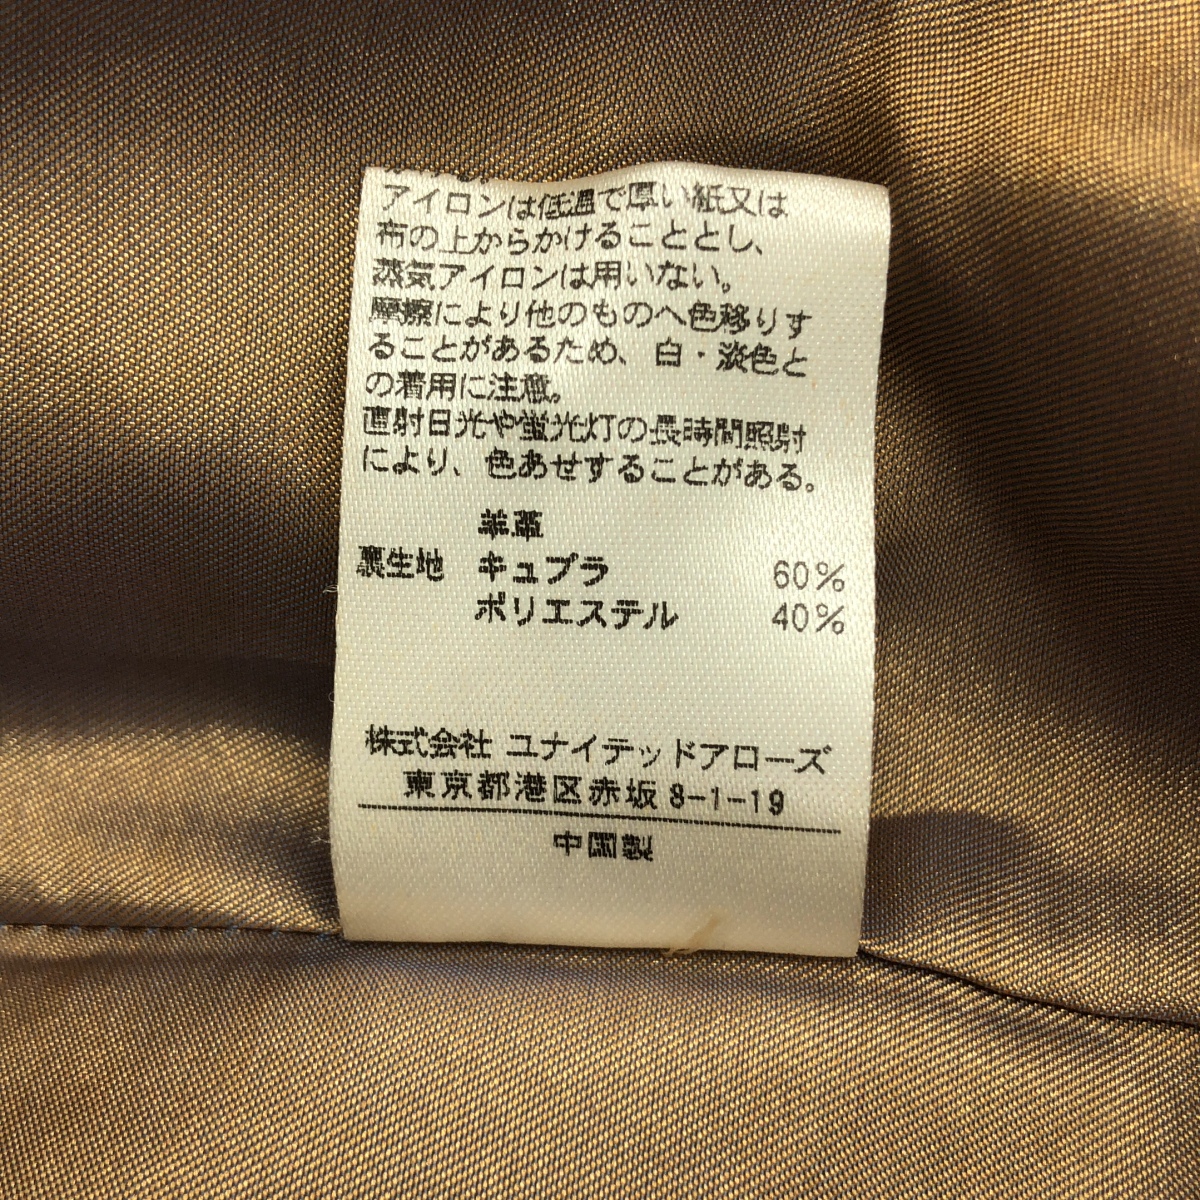 アイロンは低温で厚い紙又は
布の上からかけることとし、
蒸気アイロンは用いない。
摩擦により他のものへ色移りす
ることがあるため、白・淡色と
の着用に注意。
直射日光や蛍光灯の長時間照射
により、色あせすることがある。
羊革
裏生地 キュプラ 60%
ポリエステル 40%
株式会社 ユナイテッドアローズ
東京都港区赤坂8-1-19
中国製